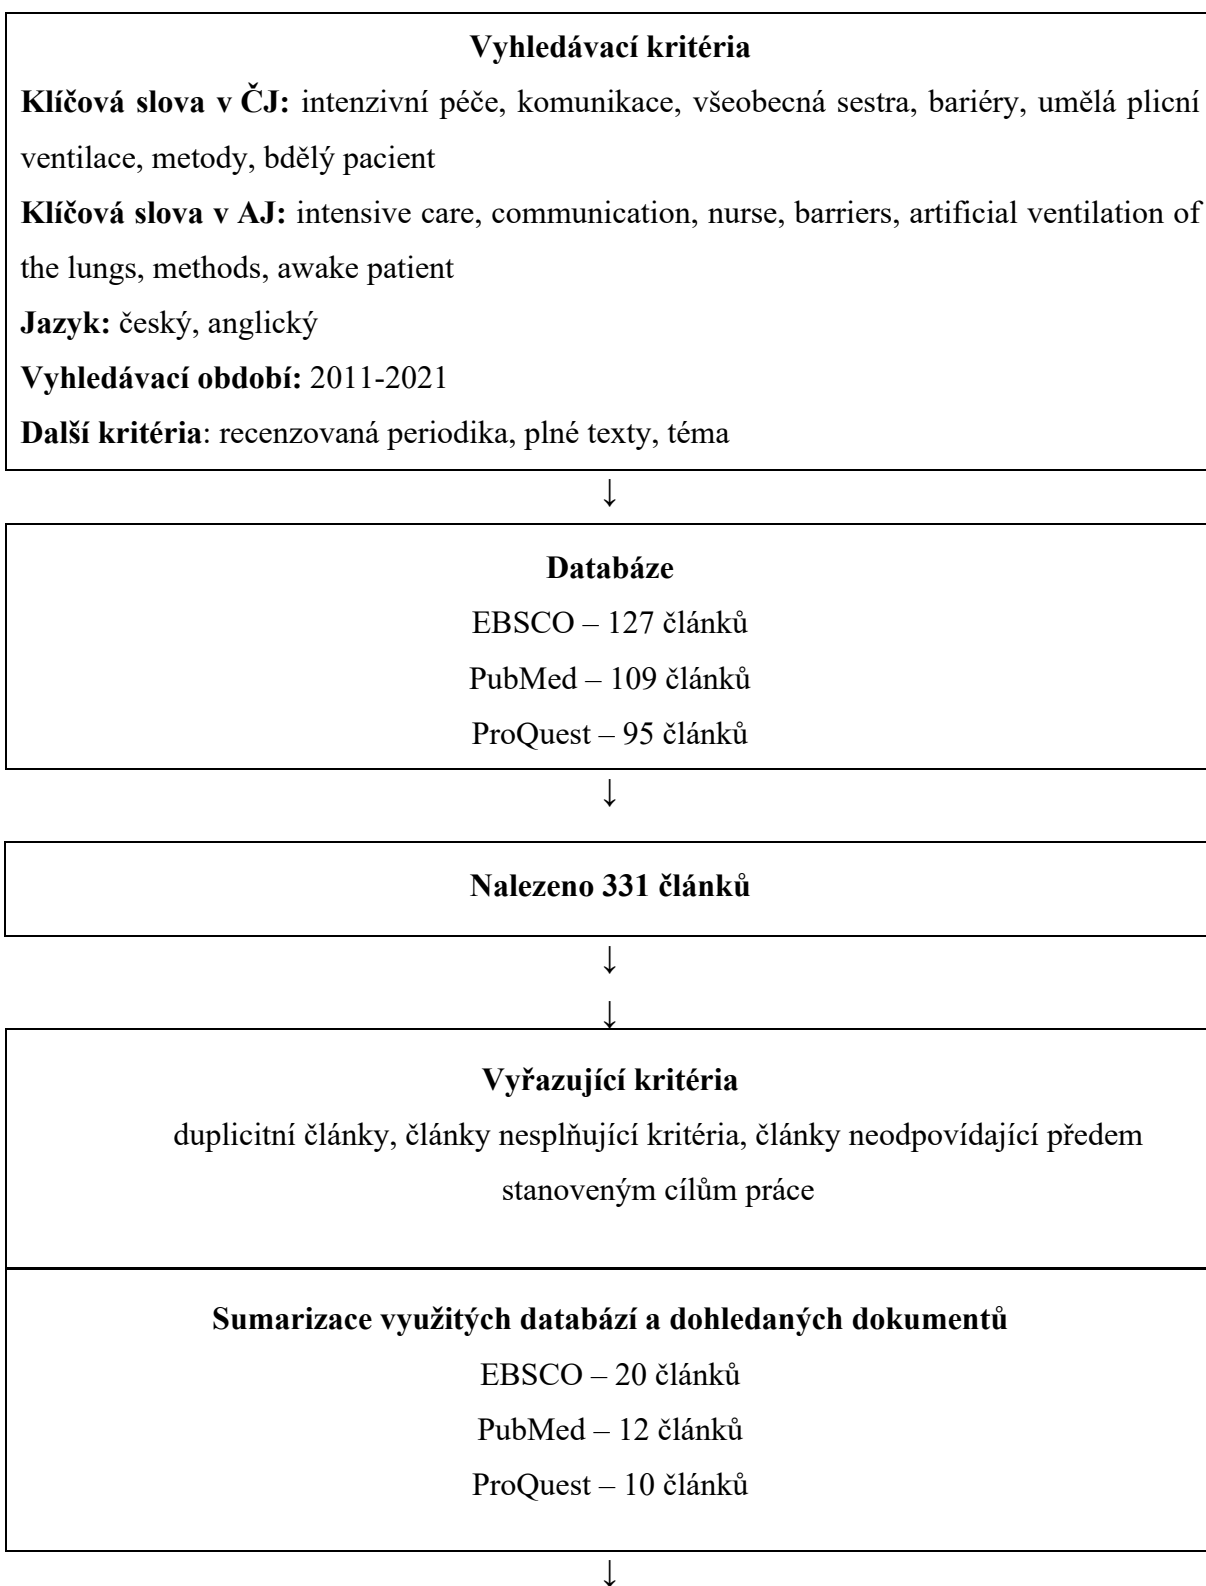 Vyhledávací kritéria
Klíčová slova v ČJ: intenzivní péče, komunikace, všeobecná sestra, bariéry, umělá plicní
ventilace, metody, bdělý pacient
Klíčová slova v AJ: intensive care, communication, nurse, barriers, artificial ventilation of
the lungs, methods, awake patient
Jazyk: český, anglický
Vyhledávací období: 2011-2021
Další kritéria: recenzovaná periodika, plné texty, téma
↓
Databáze
EBSCO – 127 článků
PubMed – 109 článků
ProQuest – 95 článků
↓
Nalezeno 331 článků
↓
↓
Vyřazující kritéria
duplicitní články, články nesplňující kritéria, články neodpovídající předem
stanoveným cílům práce
Sumarizace využitých databází a dohledaných dokumentů
EBSCO – 20 článků
PubMed – 12 článků
ProQuest – 10 článků
↓